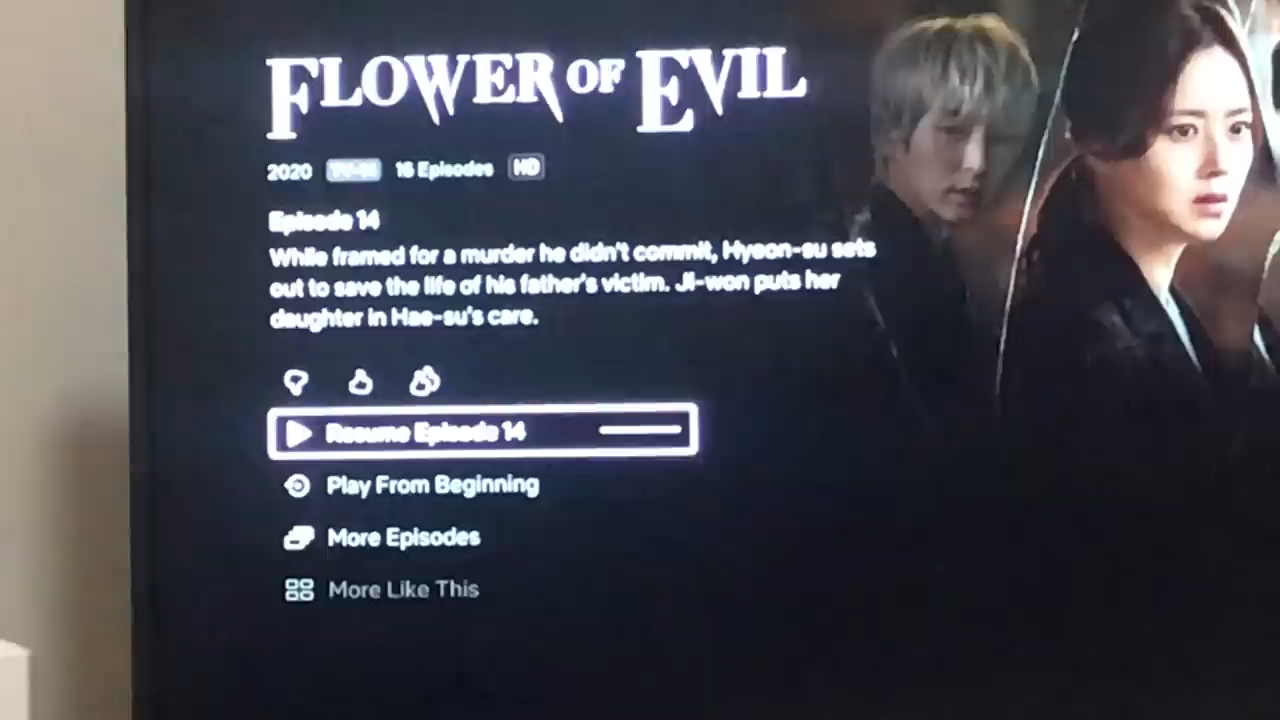 FLOWER OF EVIL
2020 TV-14 16 Episodes HD
Episode 14
While framed for a murder he didn't commit, Hyeon-su sets
out to save the life of his father's victim. Ji-won puts her
daughter in Hae-su's care.
Resume Episode 14
Play From Beginning
More Episodes
More Like This